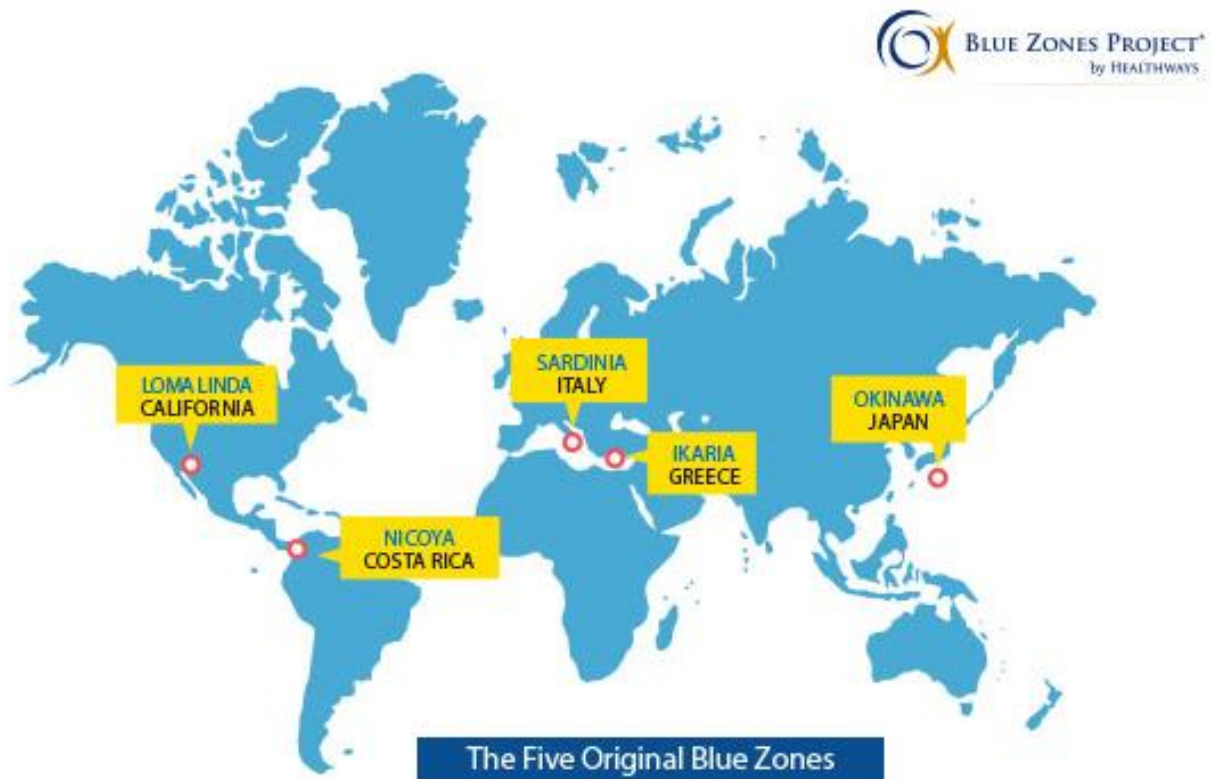 BLUE ZONES PROJECT
by HEALTHWAYS
LOMA LINDA
CALIFORNIA
SARDINIA
ITALY
OKINAWA
JAPAN
IKARIA
GREECE
NICOYA
COSTA RICA
The Five Original Blue Zones